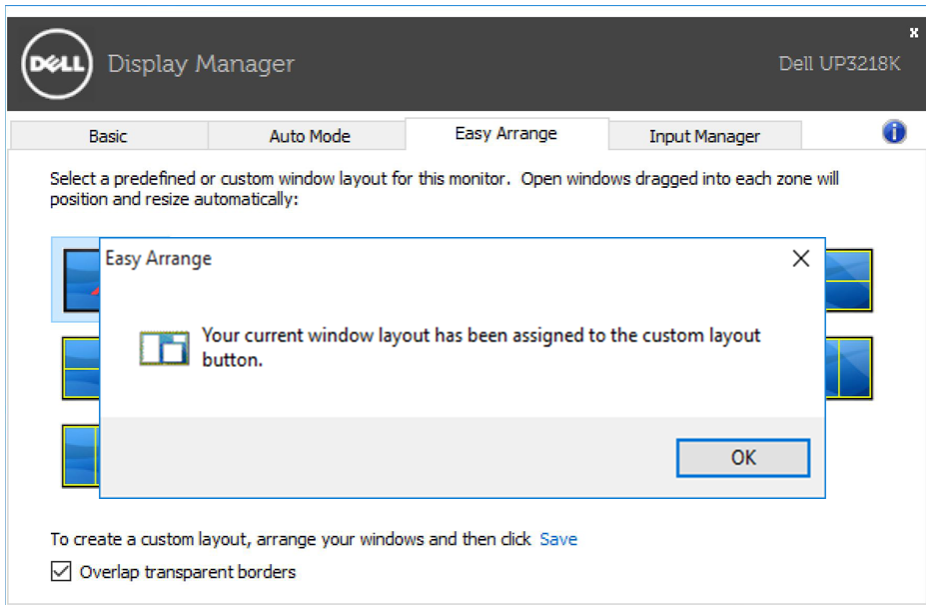 DELL
Display Manager
x
Dell UP3218K
Basic
Auto Mode
Easy Arrange
Input Manager
i
Select a predefined or custom window layout for this monitor. Open windows dragged into each zone will
position and resize automatically:
Easy Arrange
Your current window layout has been assigned to the custom layout
button.
OK
To create a custom layout, arrange your windows and then click Save
Overlap transparent borders